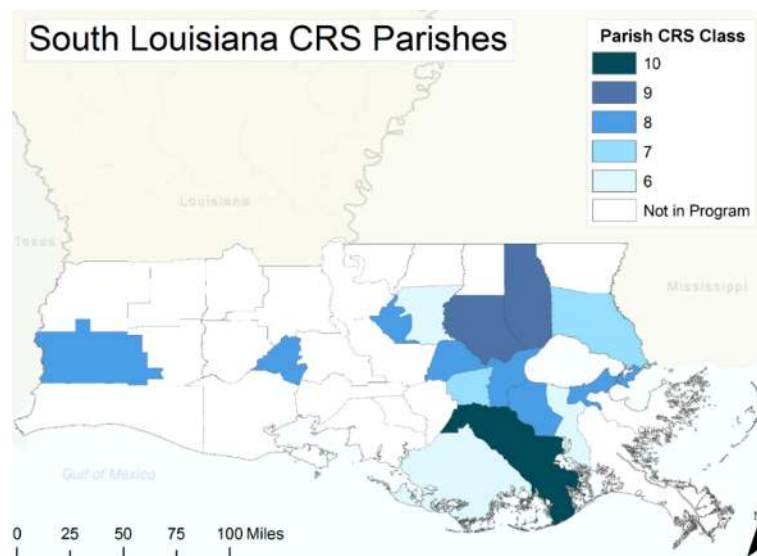 South Louisiana CRS Parishes
Parish CRS Class
10
9
8
7
6
Not in Program
Louisiana
Texas
Mississippi
Gulf of Mexico
0 25 50 75 100 Miles